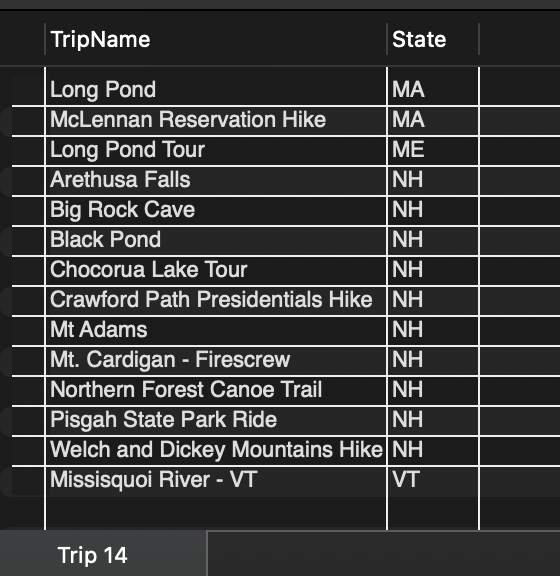 TripName State
Long Pond MA
McLennan Reservation Hike MA
Long Pond Tour ME
Arethusa Falls NH
Big Rock Cave NH
Black Pond NH
Chocorua Lake Tour NH
Crawford Path Presidentials Hike NH
Mt Adams NH
Mt. Cardigan - Firescrew NH
Northern Forest Canoe Trail NH
Pisgah State Park Ride NH
Welch and Dickey Mountains Hike NH
Missisquoi River - VT VT
Trip 14